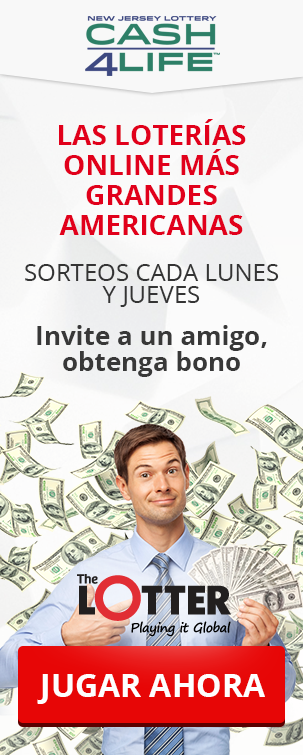 NEW JERSEY LOTTERY
CASH
4LIFE™
LAS LOTERÍAS
ONLINE MÁS
GRANDES
AMERICANAS
SORTEOS CADA LUNES
Y JUEVES
Invite a un amigo,
obtenga bono
The
LOTTER
Playing it Global
JUGAR AHORA